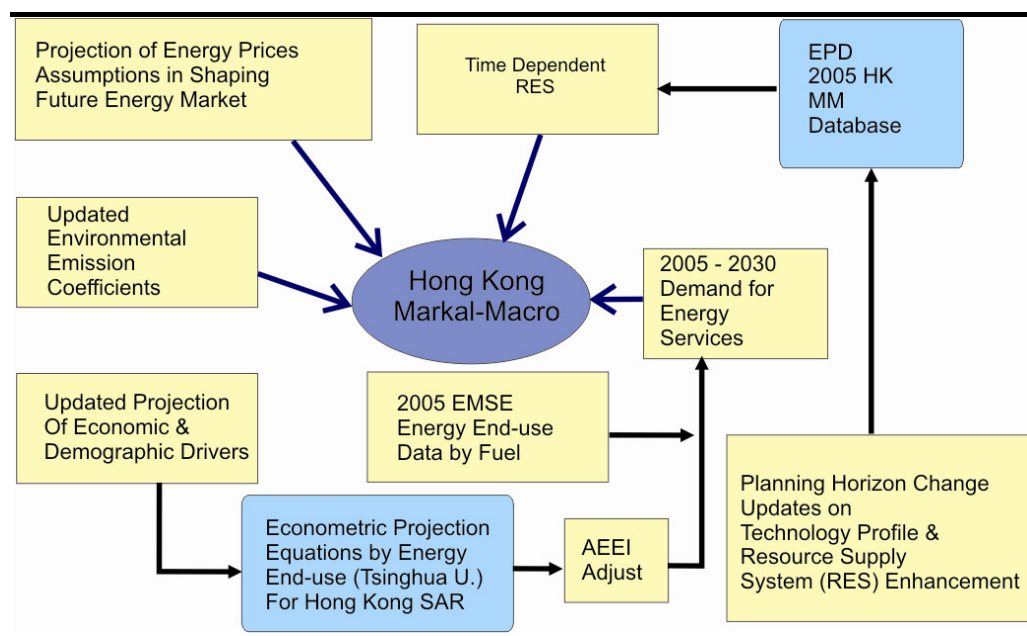 Projection of Energy Prices
Assumptions in Shaping
Future Energy Market
Time Dependent
RES
EPD
2005 HK
MM
Database
Updated
Environmental
Emission
Coefficients
Hong Kong
Markal-Macro
2005 - 2030
Demand for
Energy
Services
Updated Projection
Of Economic &
Demographic Drivers
2005 EMSE
Energy End-use
Data by Fuel
Planning Horizon Change
Updates on
Technology Profile &
Resource Supply
System (RES) Enhancement
Econometric Projection
Equations by Energy
End-use (Tsinghua U.)
For Hong Kong SAR
AEEI
Adjust